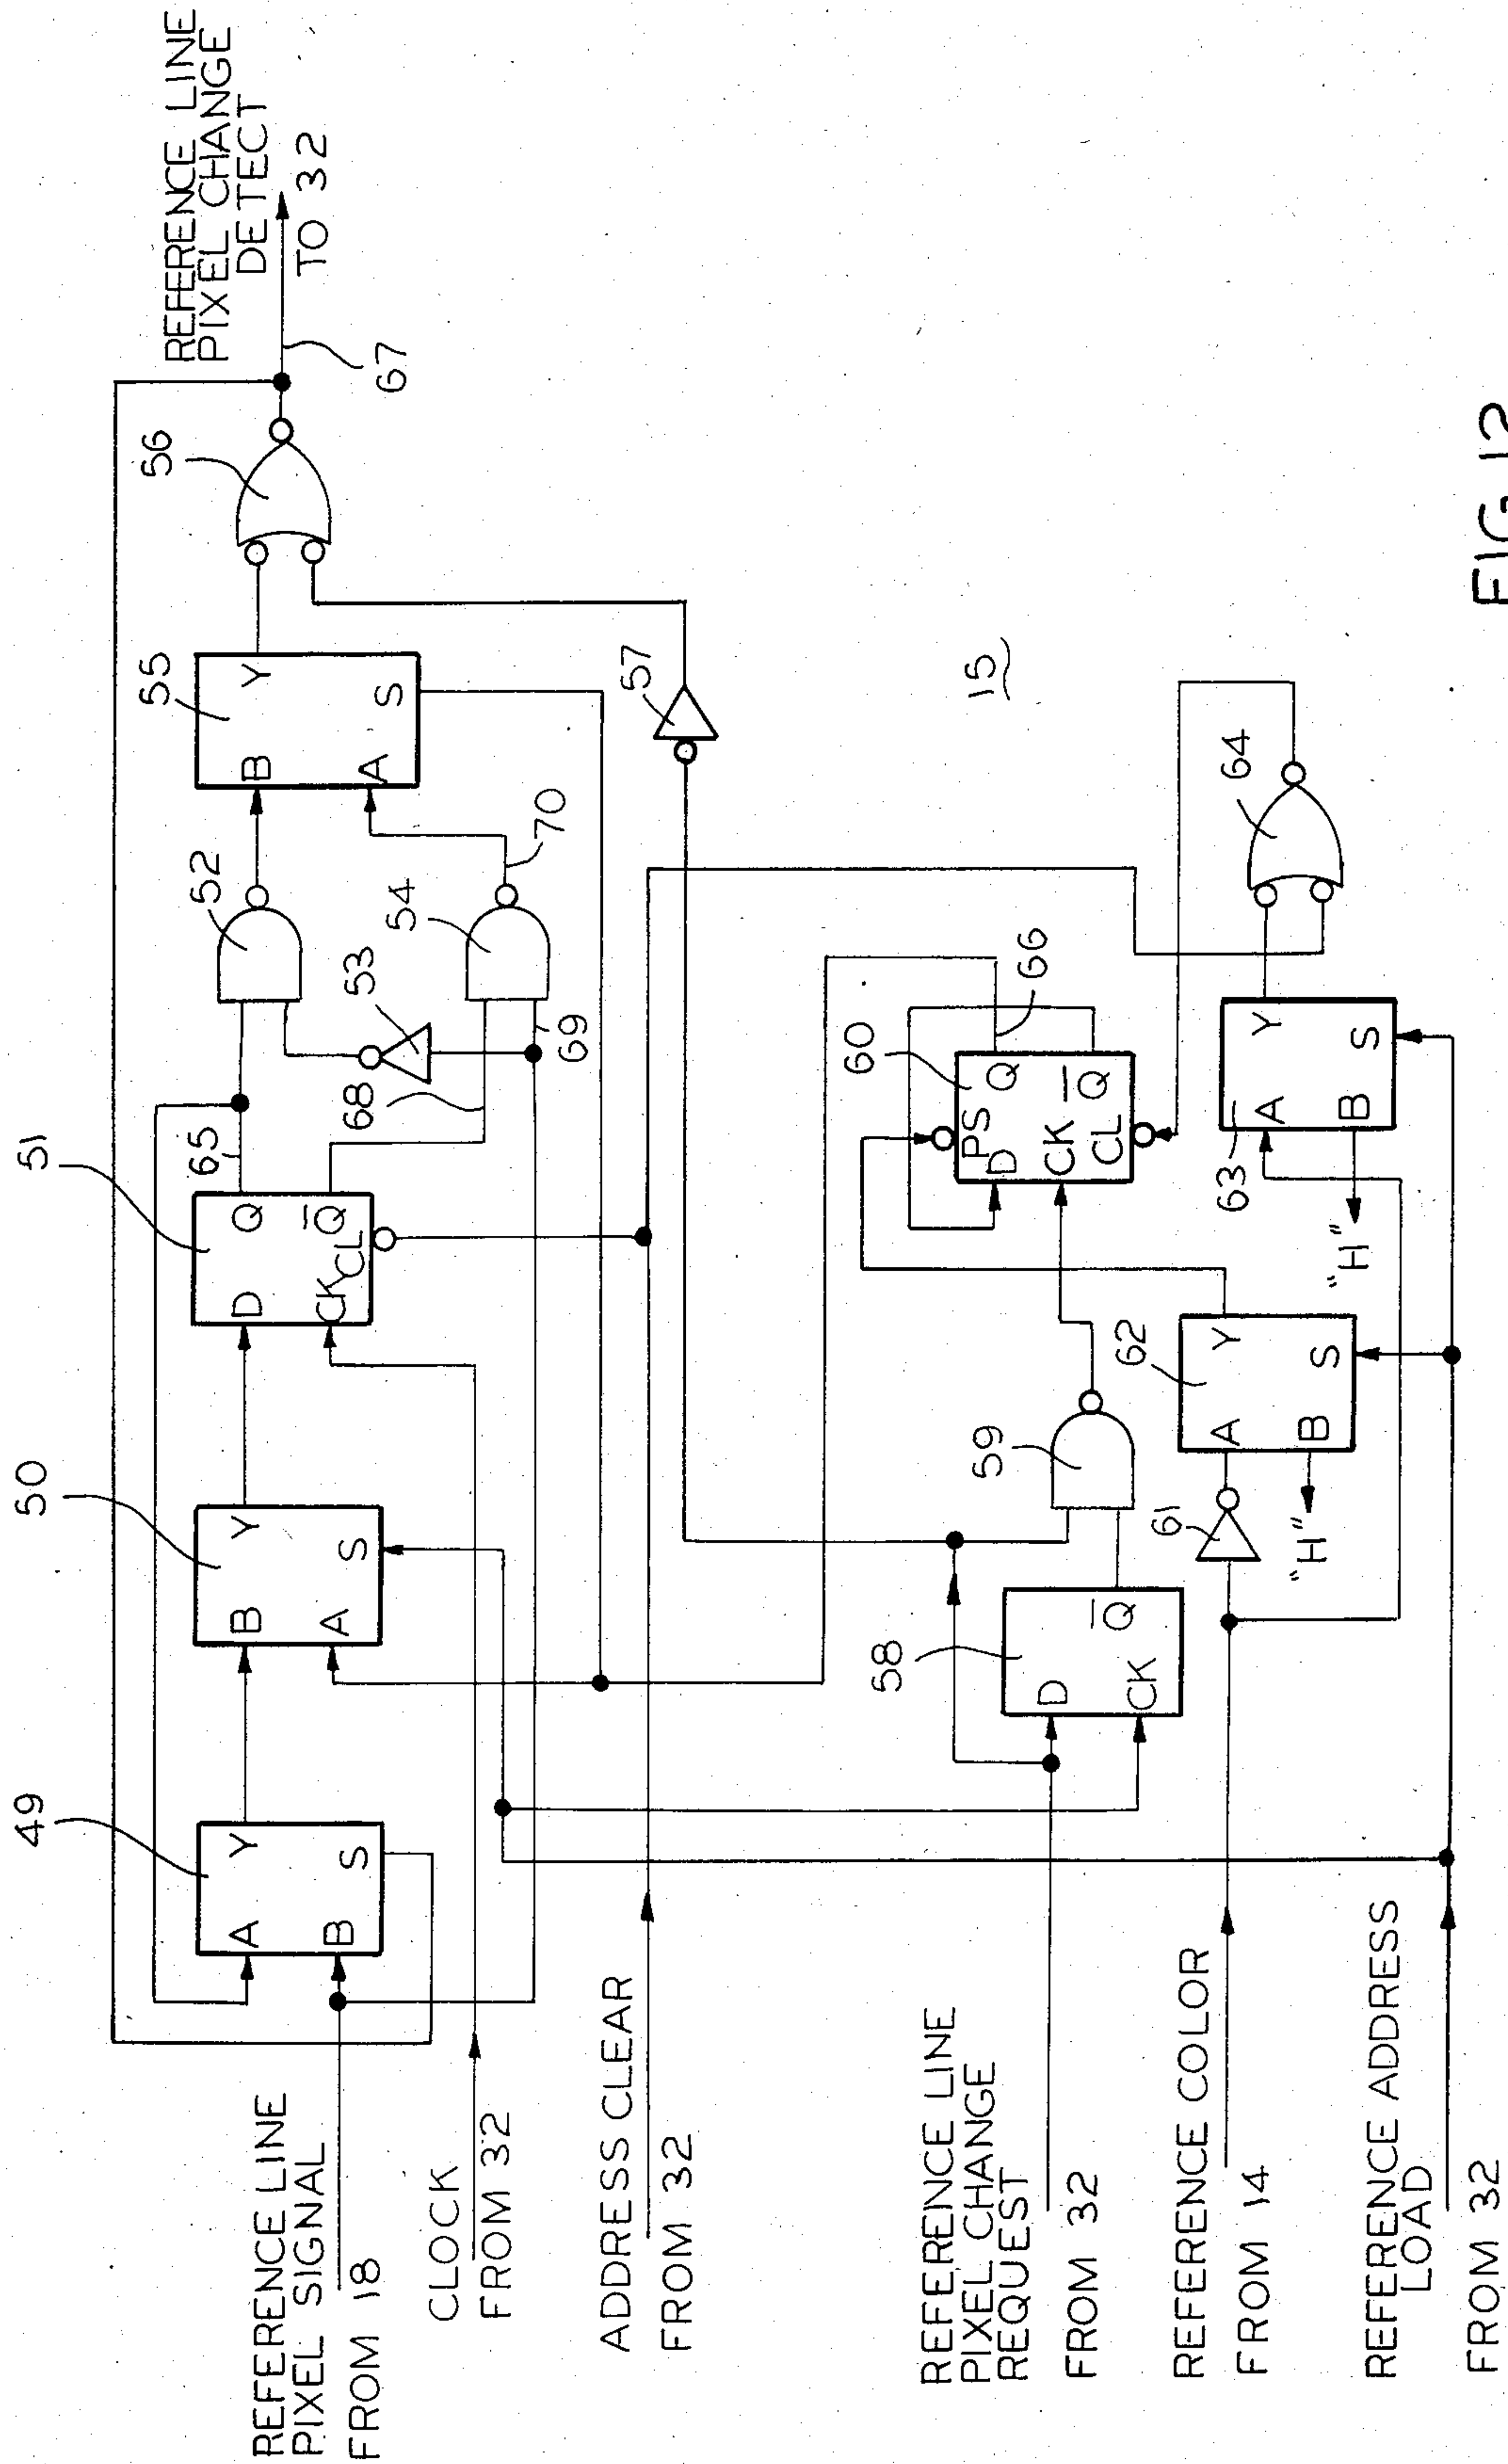 REFERENCE LINE
PIXEL SIGNAL
FROM 18
CLOCK
FROM 32
ADDRESS CLEAR
FROM 32
REFERENCE LINE
PIXEL CHANGE
REQUEST
FROM 32
REFERENCE COLOR
FROM 14
REFERENCE ADDRESS
LOAD
FROM 32
49
A
B
Y
S
50
B
A
Y
S
51
D
CK
Q
Q̅
CL
65
52
53
68
69
54
70
55
B
A
Y
S
56
57
67
REFERENCE LINE
PIXEL CHANGE
DETECT
TO 32
58
D
CK
Q̅
59
60
PS
D
CK
CL
Q
Q̅
66
61
62
A
B
Y
S
"H"
63
A
B
Y
S
"H"
64
15
FIG. 12